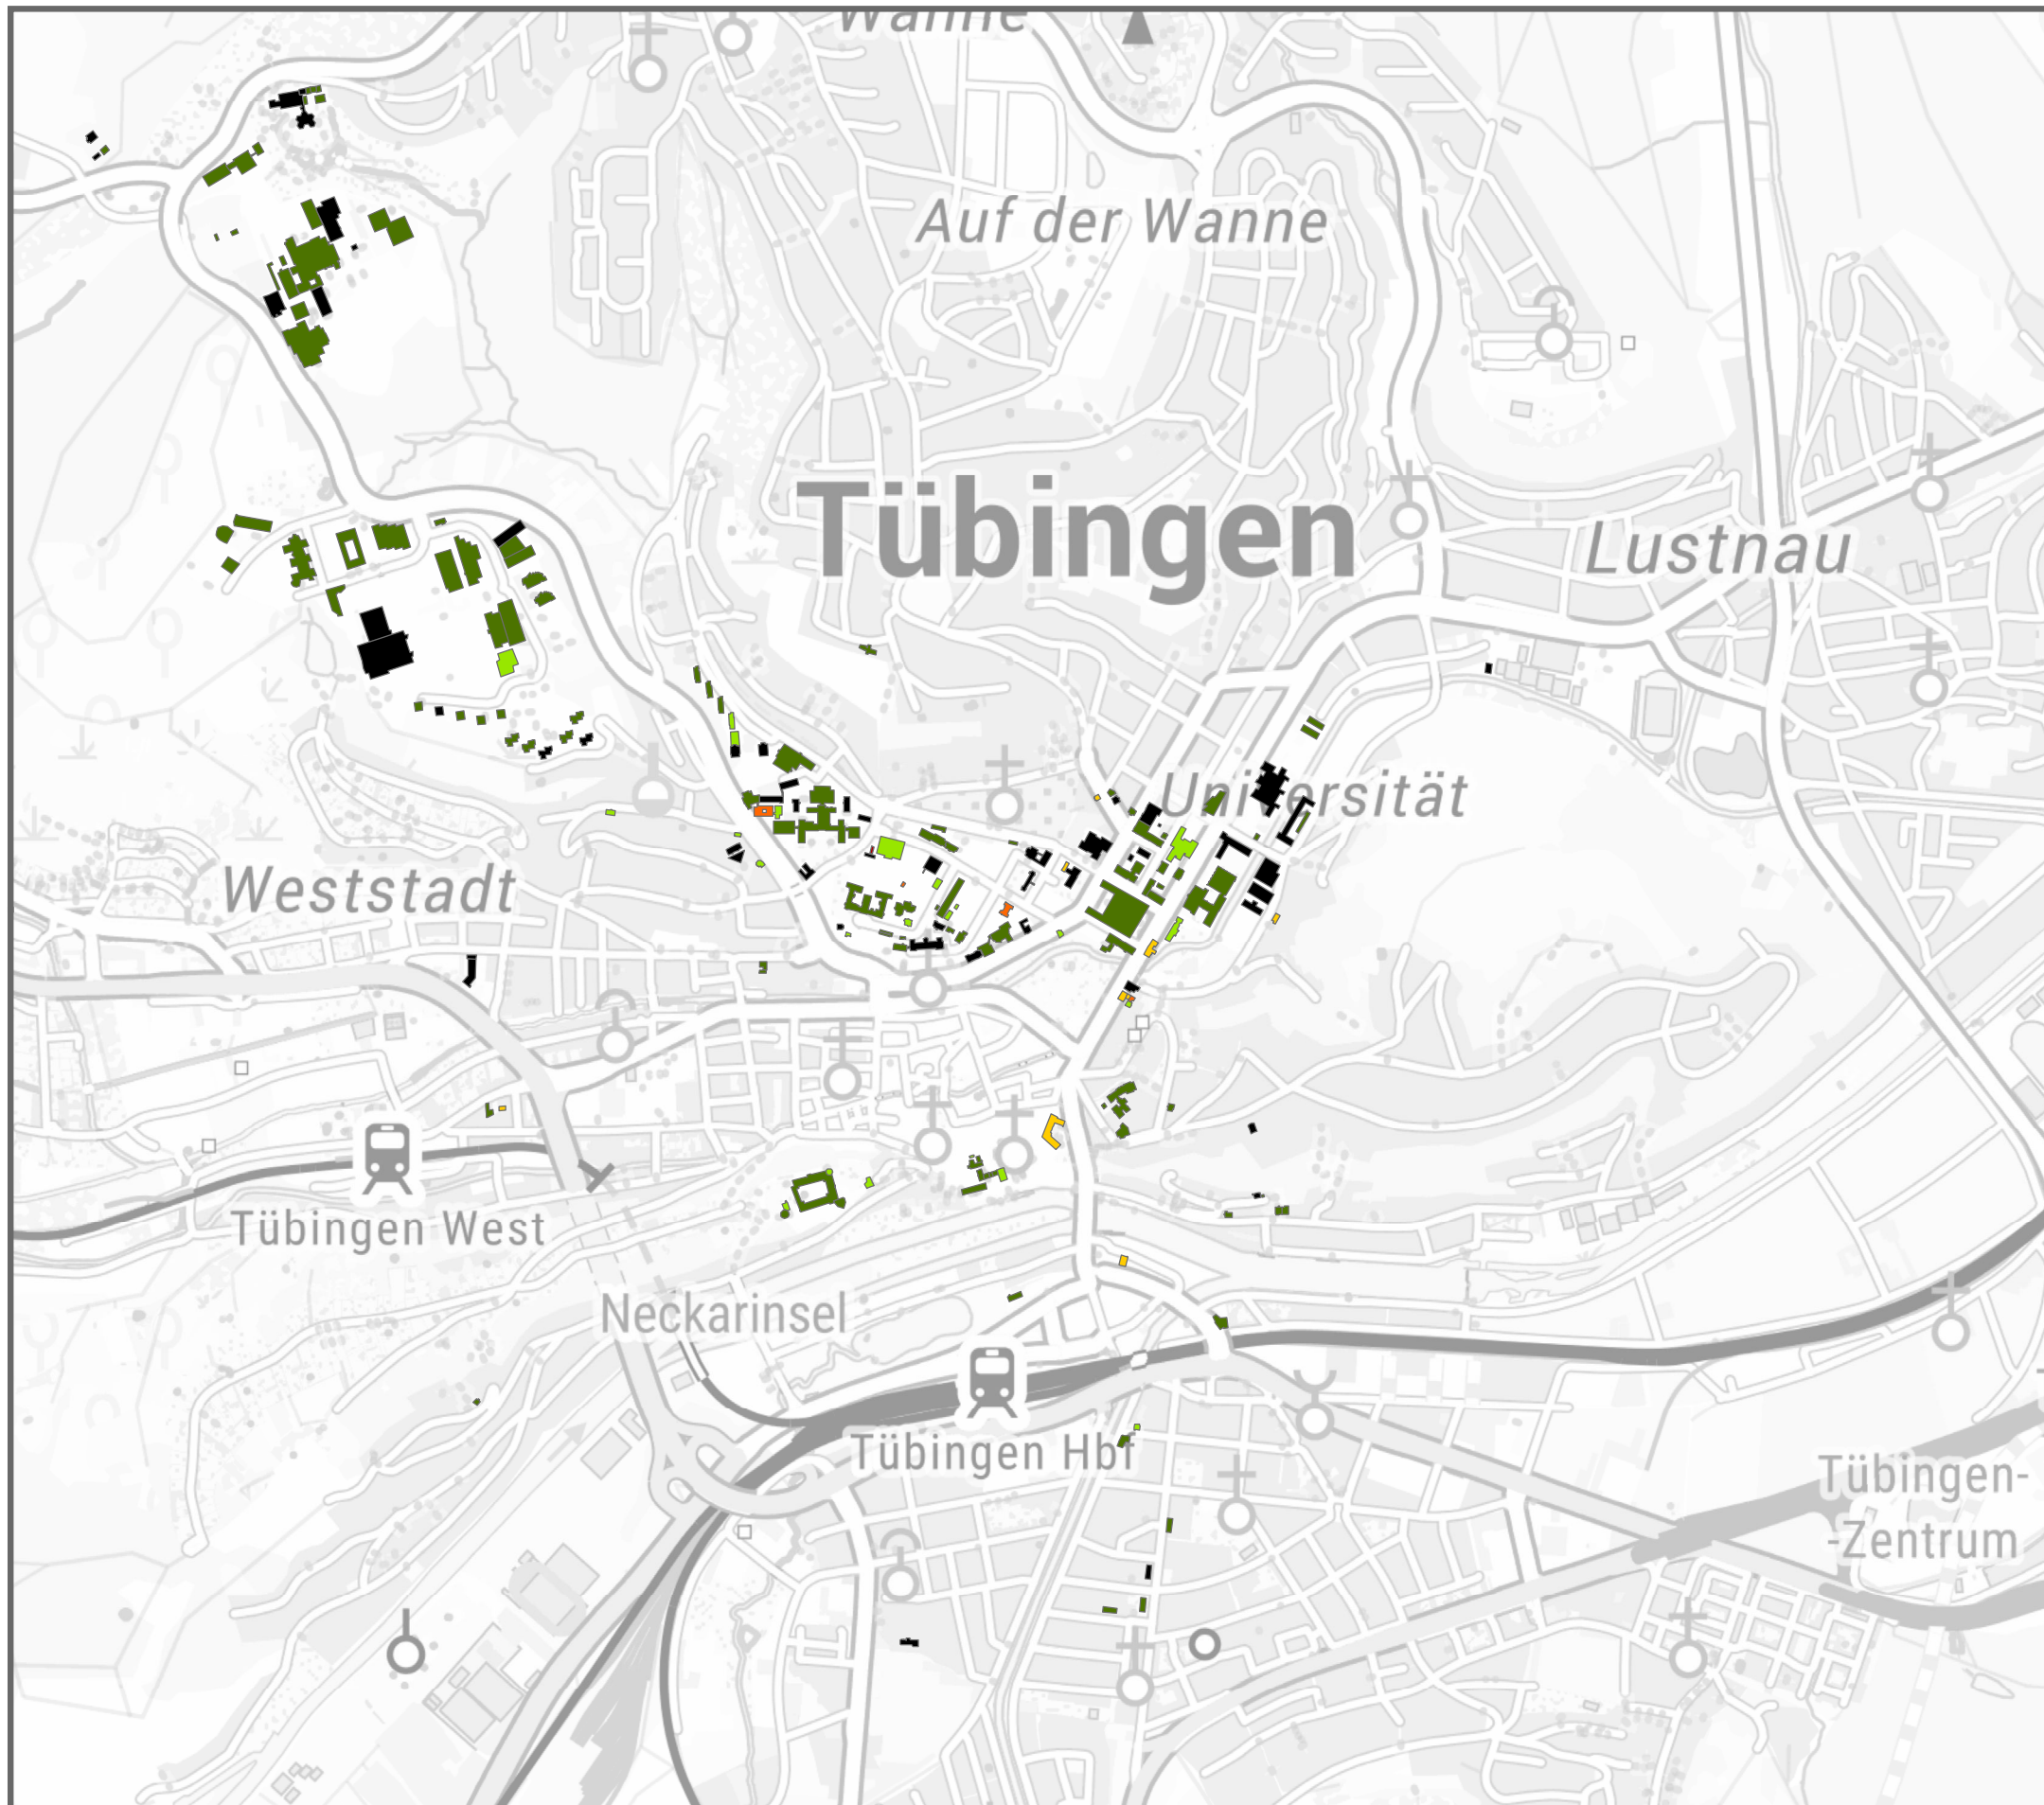 Wanne
Auf der Wanne
Tübingen
Lustnau
Universität
Weststadt
Tübingen West
Neckarinsel
Tübingen Hbf
Tübingen-
-Zentrum